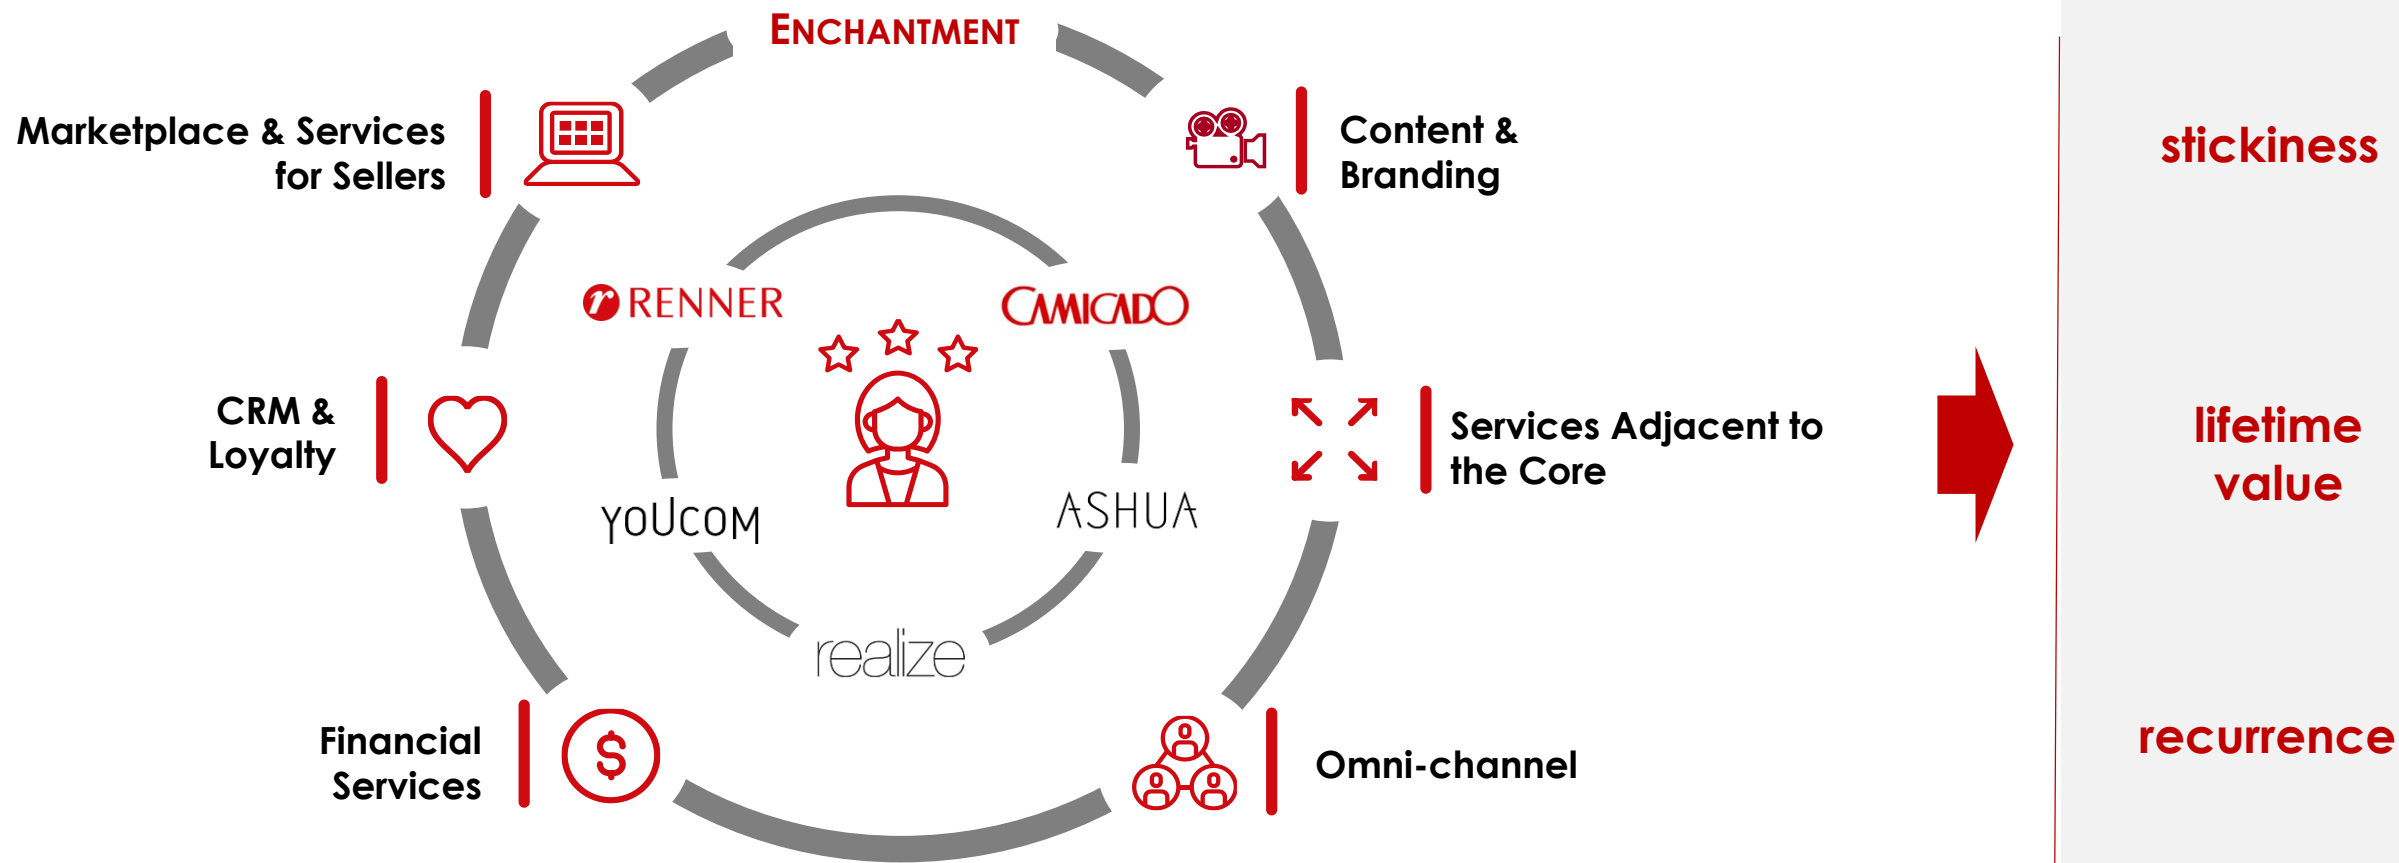 ENCHANTMENT
Marketplace & Services
for Sellers
Content &
Branding
stickiness
RENNER
CAMICADO
CRM &
Loyalty
Services Adjacent to
the Core
lifetime
value
YOUCOM
ASHUA
realize
Financial
Services
$
Omni-channel
recurrence